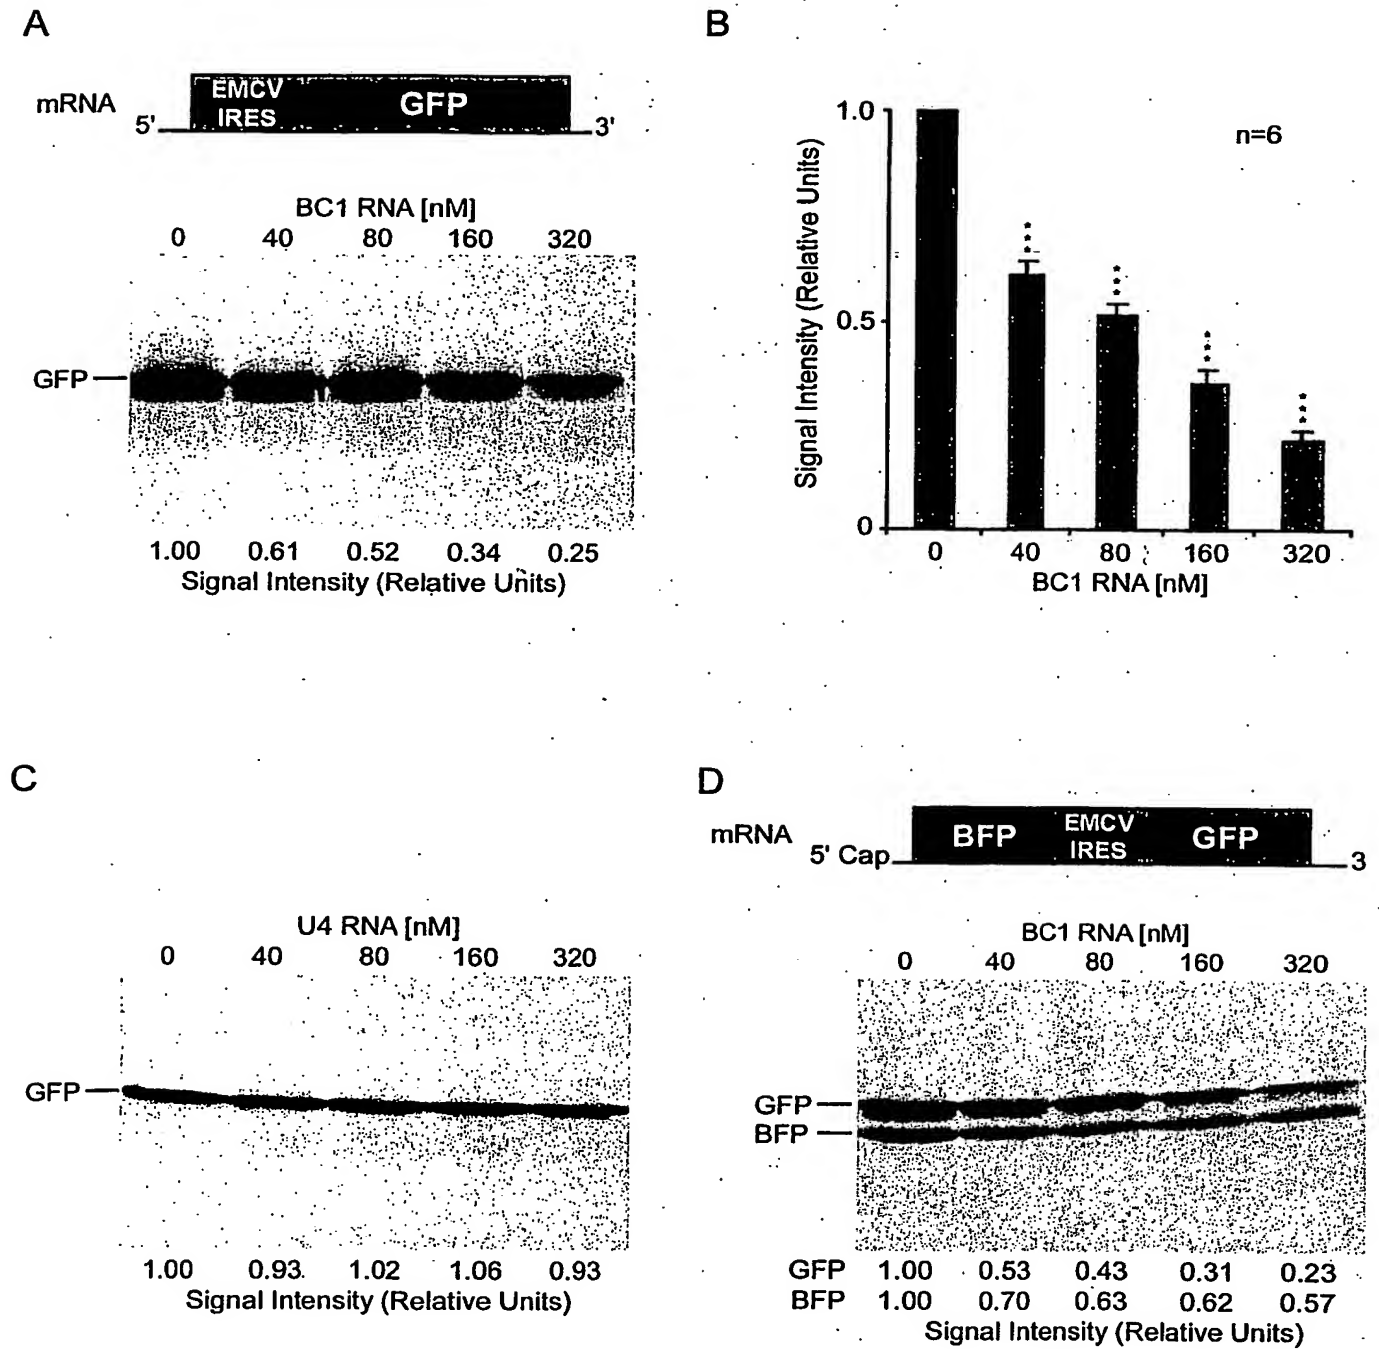 A
mRNA
EMCV
IRES
GFP
5'
3'
BC1 RNA [nM]
0 40 80 160 320
GFP
1.00 0.61 0.52 0.34 0.25
Signal Intensity (Relative Units)
B
Signal Intensity (Relative Units)
1.0
0.5
0
n=6
***
***
***
***
0 40 80 160 320
BC1 RNA [nM]
C
U4 RNA [nM]
0 40 80 160 320
GFP
1.00 0.93 1.02 1.06 0.93
Signal Intensity (Relative Units)
D
mRNA
5' Cap
BFP
EMCV
IRES
GFP
3
BC1 RNA [nM]
0 40 80 160 320
GFP
BFP
GFP 1.00 0.53 0.43 0.31 0.23
BFP 1.00 0.70 0.63 0.62 0.57
Signal Intensity (Relative Units)